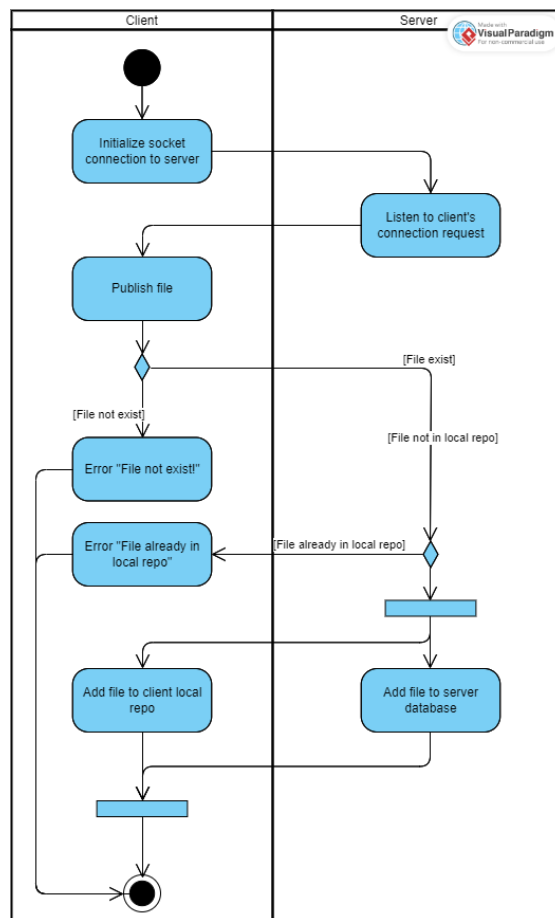 Client
Server
Made with
Visual Paradigm
For non-commercial use
Initialize socket
connection to server
Listen to client's
connection request
Publish file
[File exist]
[File not exist]
[File not in local repo]
Error "File not exist!"
Error "File already in
local repo"
[File already in local repo]
Add file to client local
repo
Add file to server
database